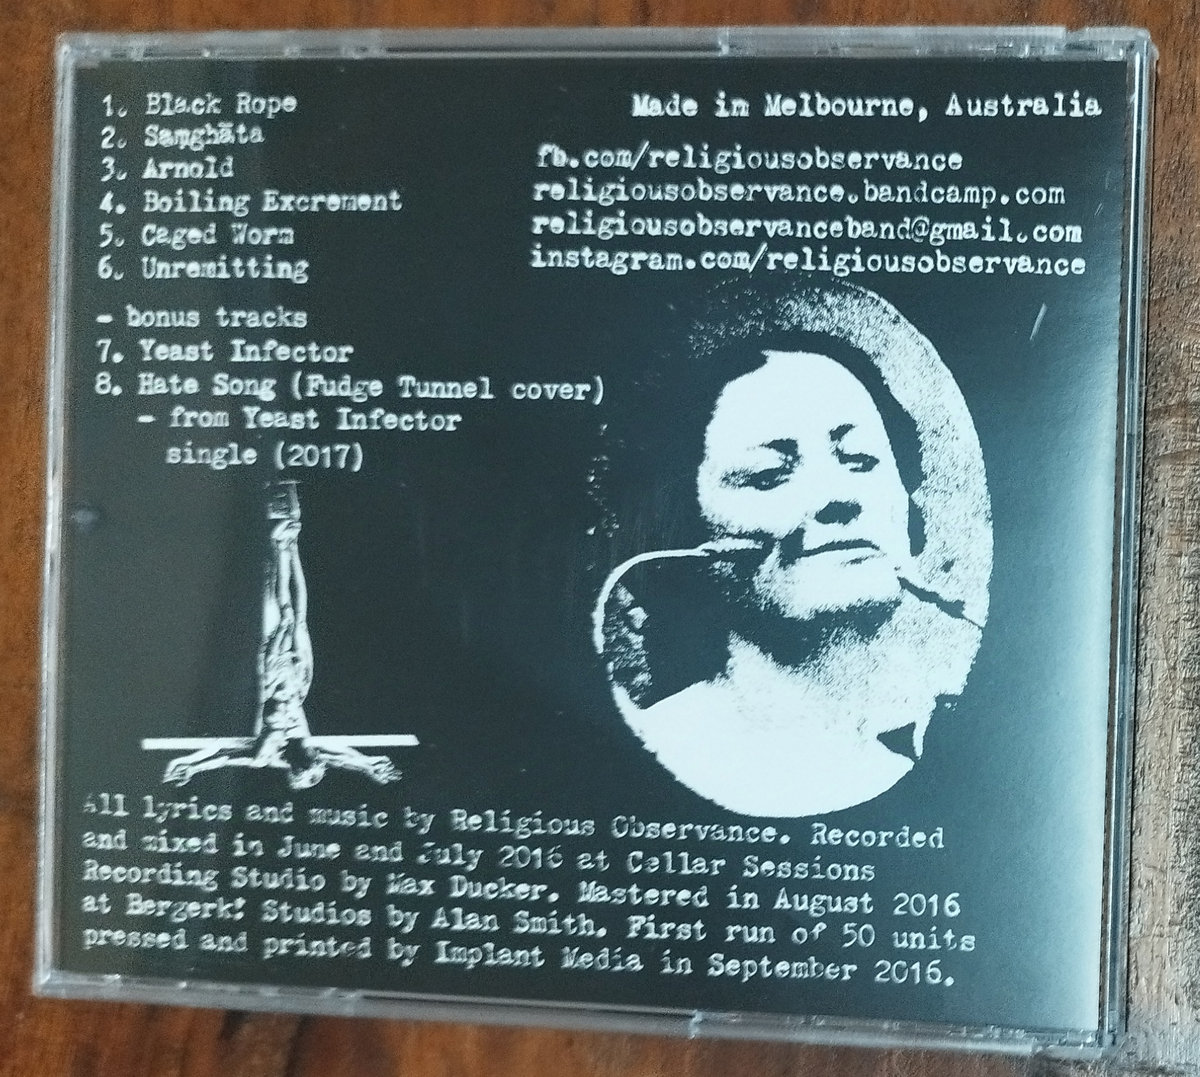 1. Black Rope
2. Saṃghāta
3. Arnold
4. Boiling Excrement
5. Caged Worm
6. Unremitting
- bonus tracks
7. Yeast Infector
8. Hate Song (Fudge Tunnel cover)
- from Yeast Infector
single (2017)
Made in Melbourne, Australia
fb.com/religiousobservance
religiousobservance.bandcamp.com
religiousobservanceband@gmail.com
instagram.com/religiousobservance
All lyrics and music by Religious Observance. Recorded
and mixed in June and July 2016 at Cellar Sessions
Recording Studio by Max Ducker. Mastered in August 2016
at Bergerk! Studios by Alan Smith. First run of 50 units
pressed and printed by Implant Media in September 2016.